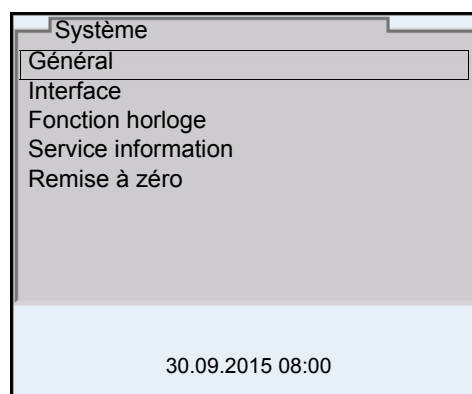 Système
Général
Interface
Fonction horloge
Service information
Remise à zéro
30.09.2015 08:00